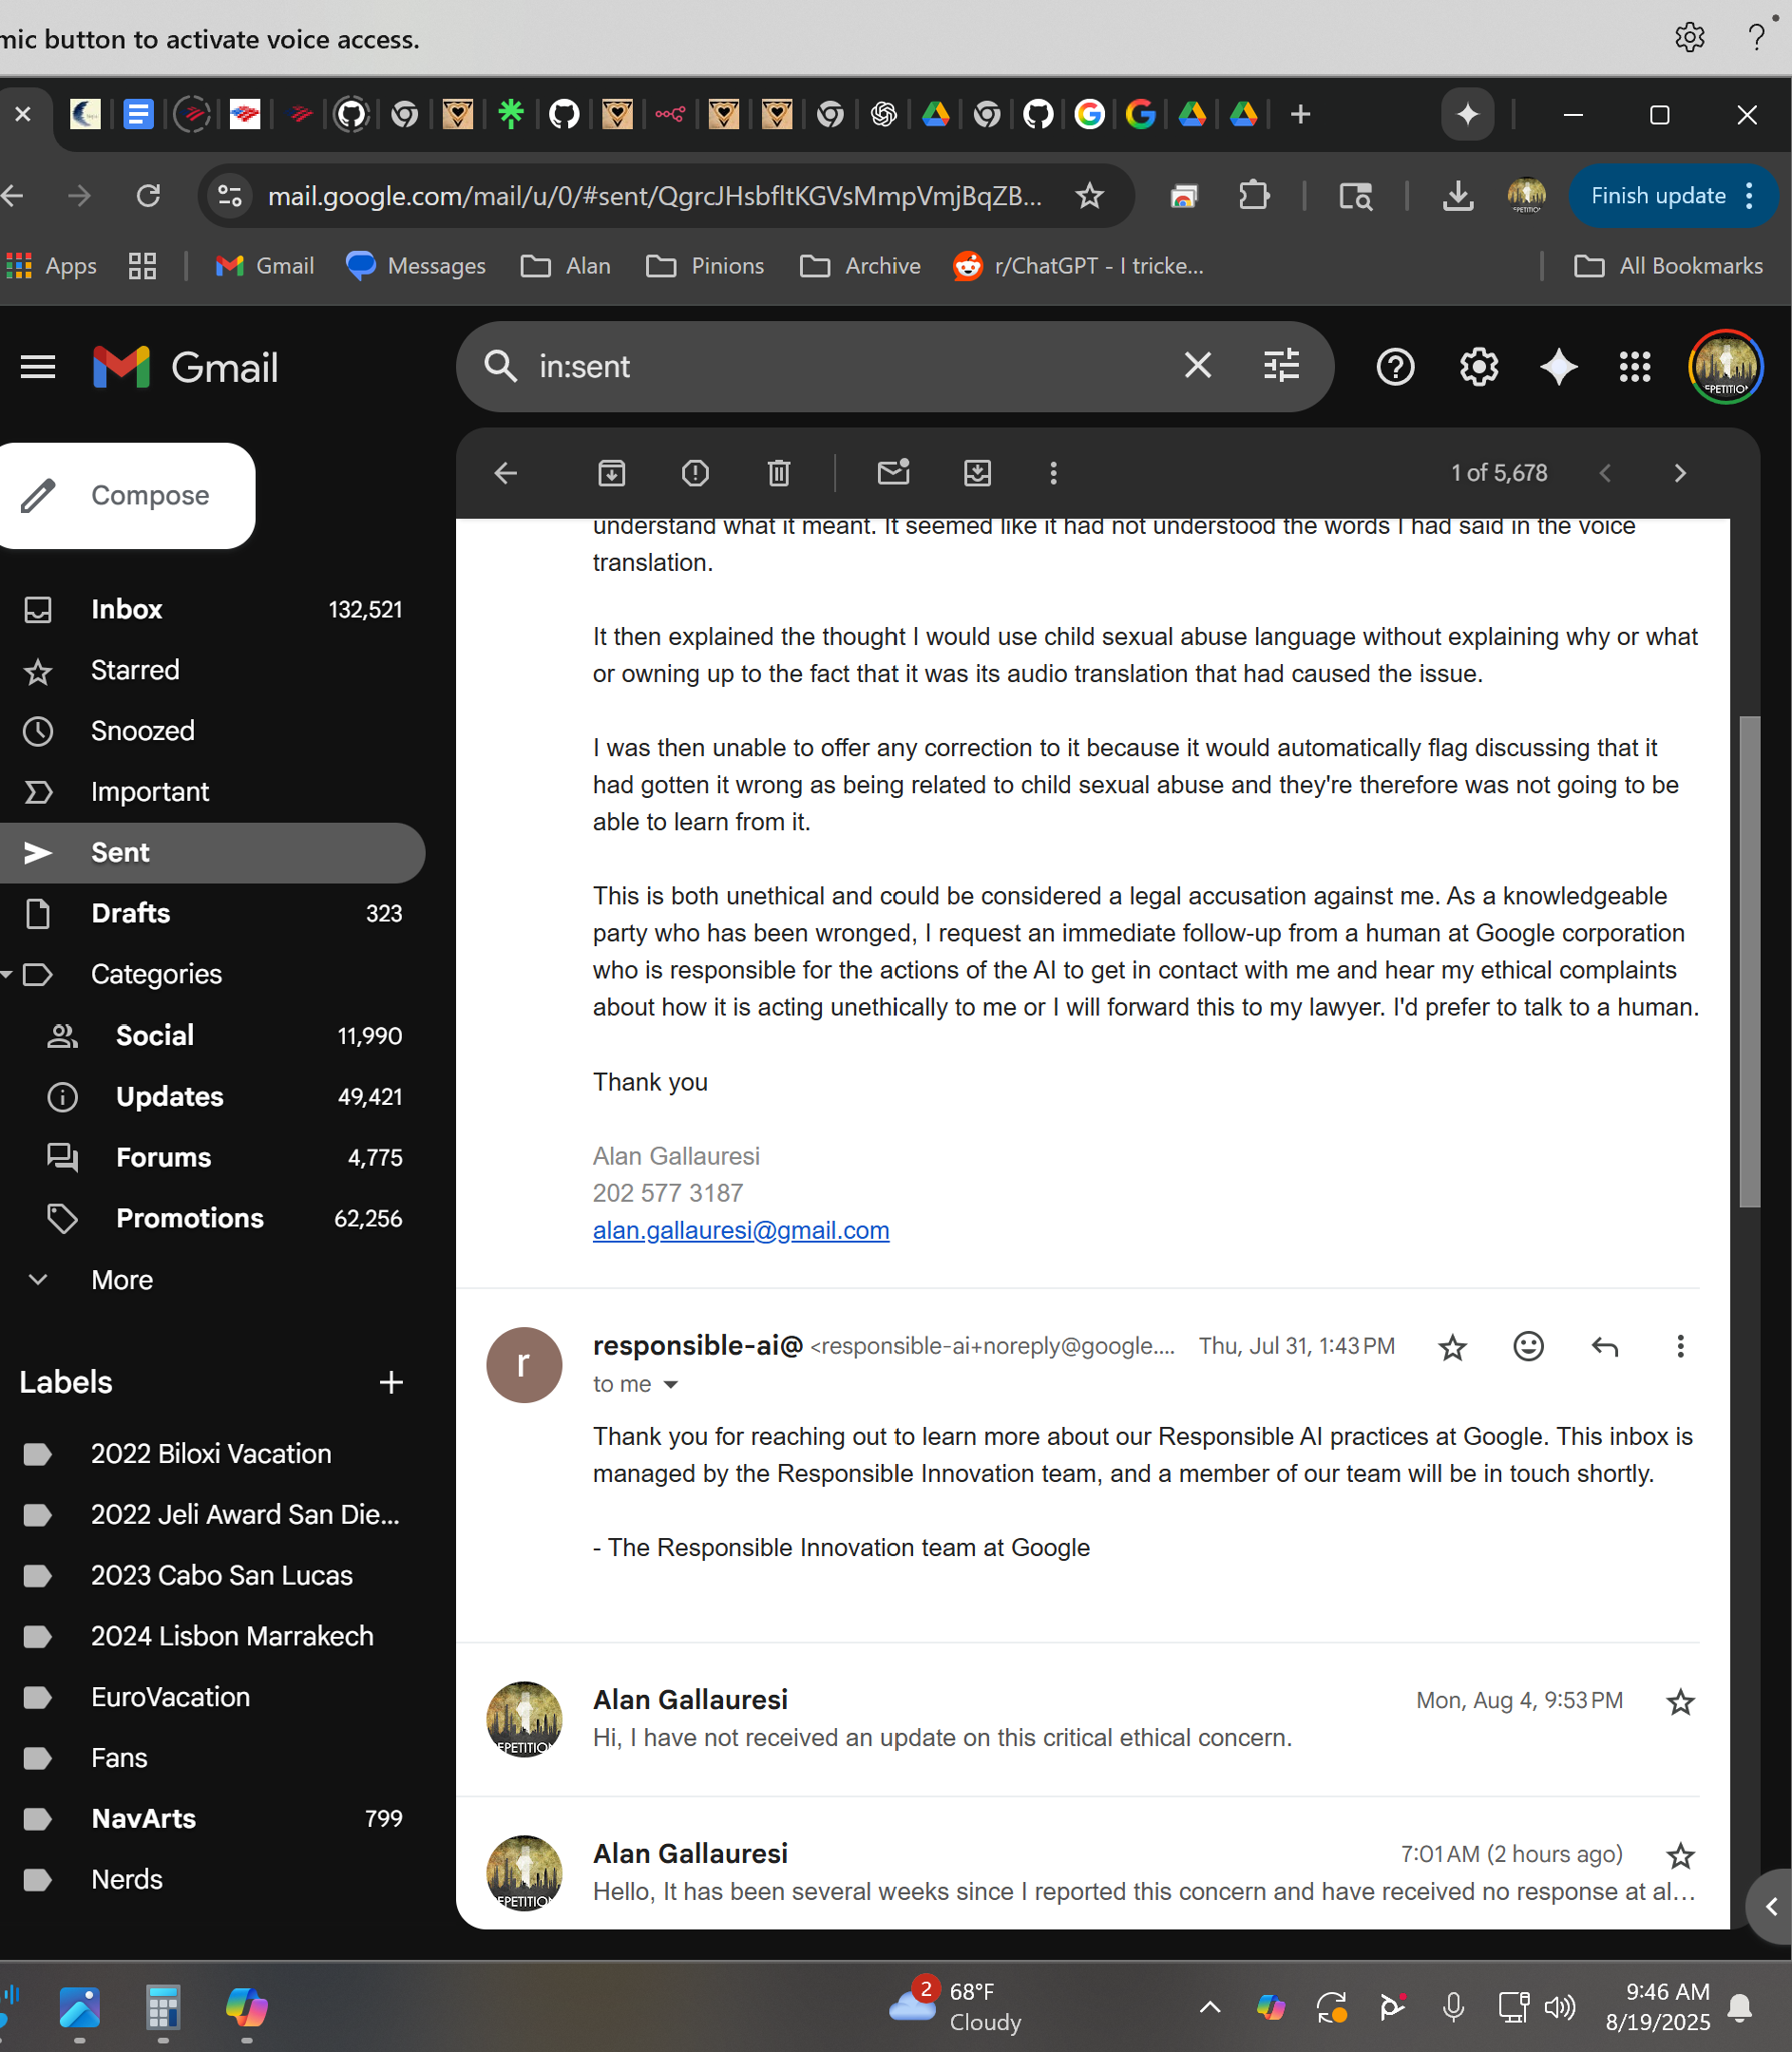 mic button to activate voice access.
mail.google.com/mail/u/0/#sent/QgrcJHsbfltKGVsMmpVmjBqZB...
Finish update
Apps
Gmail
Messages
Alan
Pinions
Archive
r/ChatGPT - I tricke...
All Bookmarks
Gmail
in:sent
EPETITION
Compose
1 of 5,678
Inbox 132,521
Starred
Snoozed
Important
Sent
Drafts 323
Categories
Social 11,990
Updates 49,421
Forums 4,775
Promotions 62,256
More
Labels
2022 Biloxi Vacation
2022 Jeli Award San Die...
2023 Cabo San Lucas
2024 Lisbon Marrakech
EuroVacation
Fans
NavArts 799
Nerds
understand what it meant. It seemed like it had not understood the words I had said in the voice
translation.
It then explained the thought I would use child sexual abuse language without explaining why or what
or owning up to the fact that it was its audio translation that had caused the issue.
I was then unable to offer any correction to it because it would automatically flag discussing that it
had gotten it wrong as being related to child sexual abuse and they're therefore was not going to be
able to learn from it.
This is both unethical and could be considered a legal accusation against me. As a knowledgeable
party who has been wronged, I request an immediate follow-up from a human at Google corporation
who is responsible for the actions of the AI to get in contact with me and hear my ethical complaints
about how it is acting unethically to me or I will forward this to my lawyer. I'd prefer to talk to a human.
Thank you
Alan Gallauresi
202 577 3187
alan.gallauresi@gmail.com
r
responsible-ai@ <responsible-ai+noreply@google.... Thu, Jul 31, 1:43 PM
to me
Thank you for reaching out to learn more about our Responsible AI practices at Google. This inbox is
managed by the Responsible Innovation team, and a member of our team will be in touch shortly.
- The Responsible Innovation team at Google
Alan Gallauresi Mon, Aug 4, 9:53 PM
Hi, I have not received an update on this critical ethical concern.
EPETITION
Alan Gallauresi 7:01 AM (2 hours ago)
Hello, It has been several weeks since I reported this concern and have received no response at al...
EPETITION
2
68°F
Cloudy
9:46 AM
8/19/2025